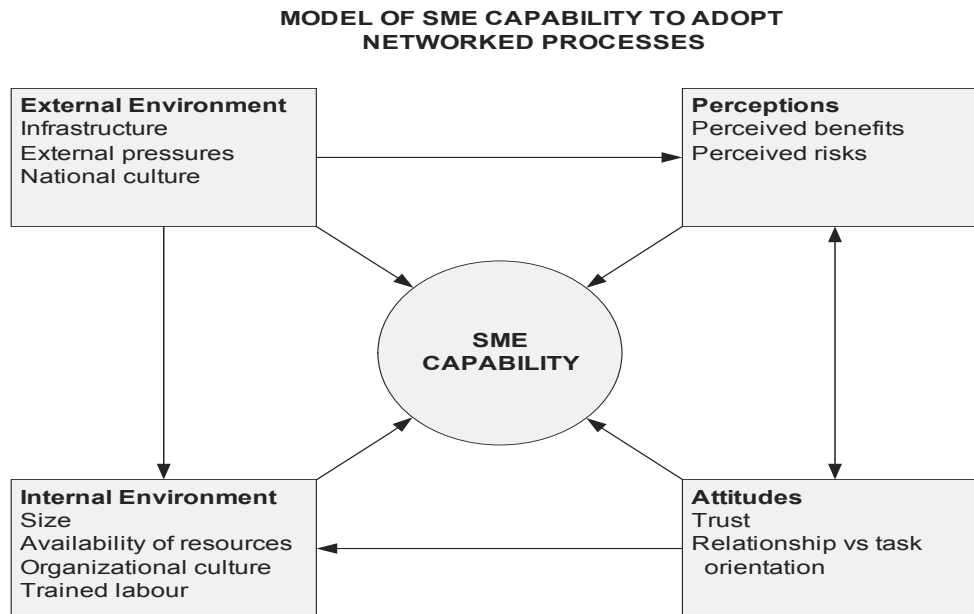 MODEL OF SME CAPABILITY TO ADOPT
NETWORKED PROCESSES
External Environment
Infrastructure
External pressures
National culture
Perceptions
Perceived benefits
Perceived risks
SME
CAPABILITY
Internal Environment
Size
Availability of resources
Organizational culture
Trained labour
Attitudes
Trust
Relationship vs task
orientation